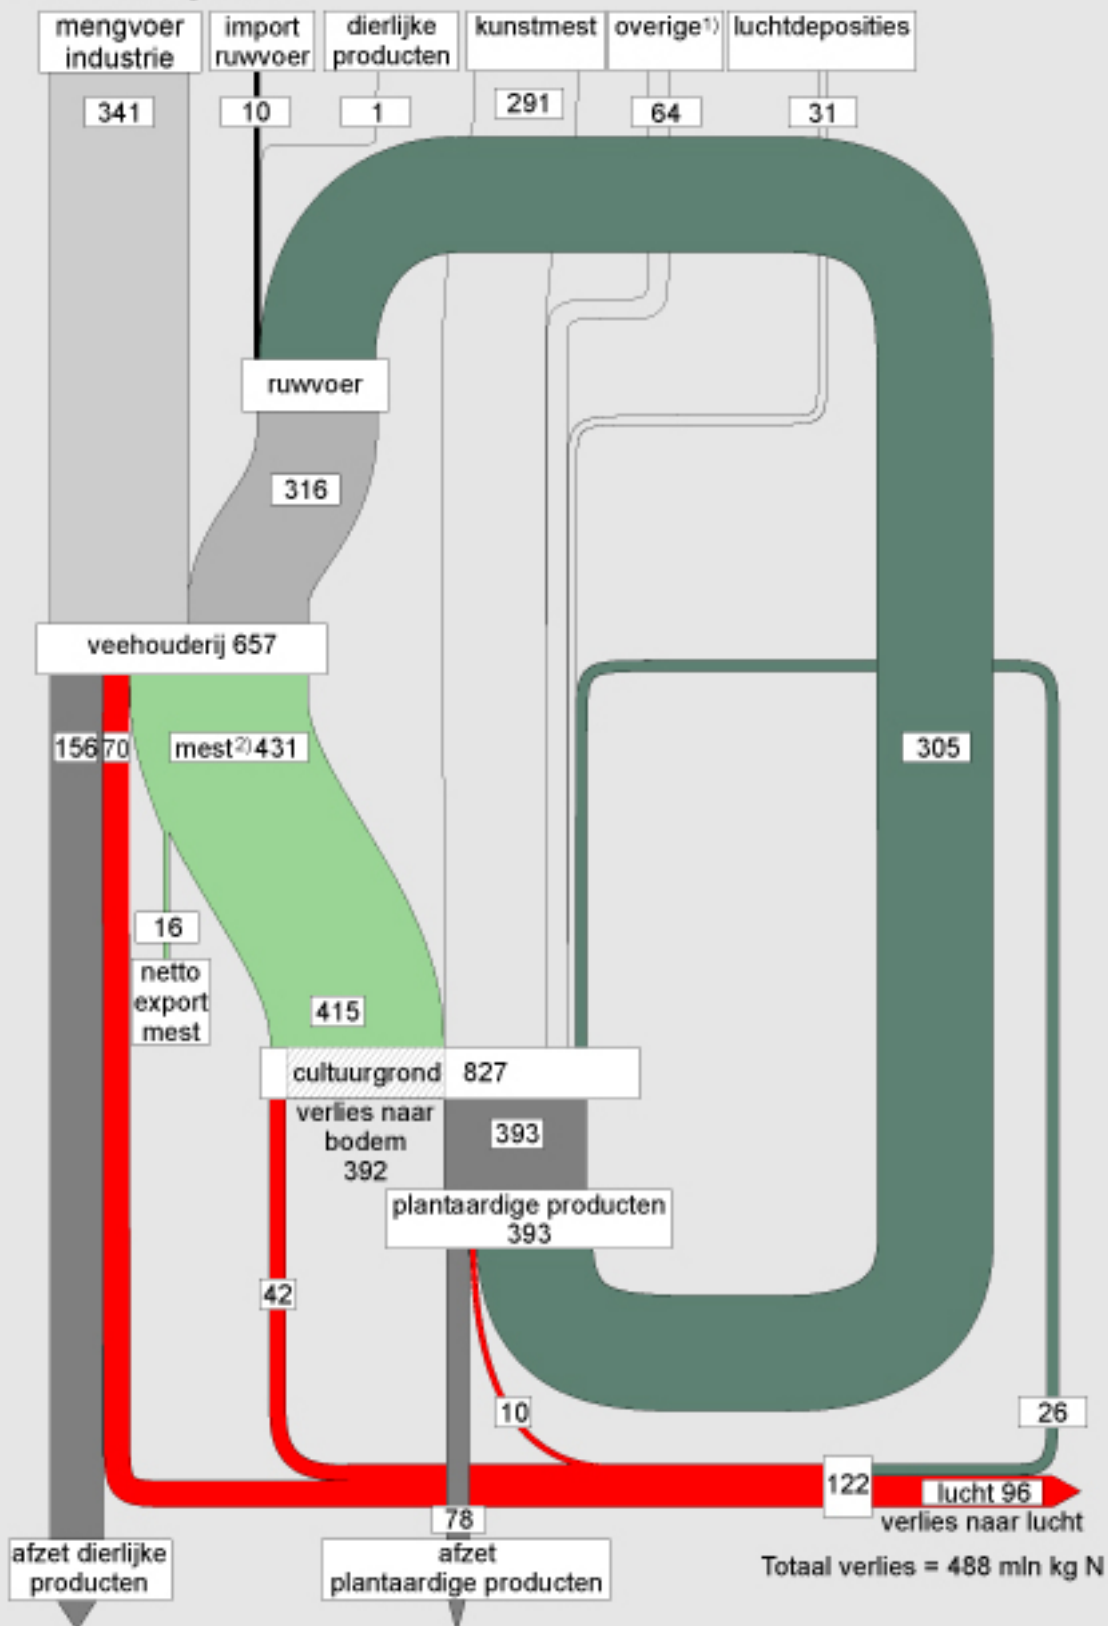 mengvoer
industrie
import
ruwvoer
dierlijke
producten
kunstmest
overige1)
luchtdeposities
341
10
1
291
64
31
ruwvoer
316
veehouderij 657
156
70
mest2) 431
305
16
netto
export
mest
415
cultuurgrond 827
verlies naar
bodem
392
393
plantaardige producten
393
42
10
26
122
lucht 96
verlies naar lucht
78
afzet dierlijke
producten
afzet
plantaardige producten
Totaal verlies = 488 mln kg N